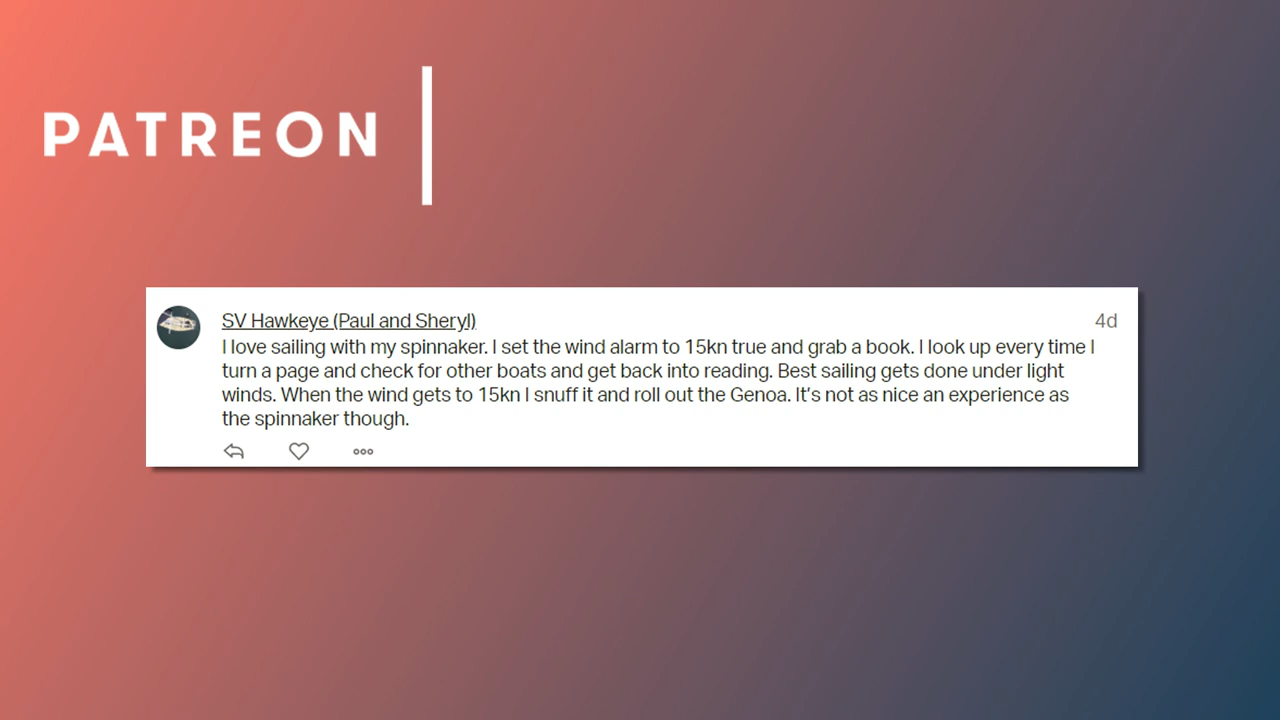 PATREON
SV Hawkeye (Paul and Sheryl)
4d
I love sailing with my spinnaker. I set the wind alarm to 15kn true and grab a book. I look up every time I
turn a page and check for other boats and get back into reading. Best sailing gets done under light
winds. When the wind gets to 15kn I snuff it and roll out the Genoa. It’s not as nice an experience as
the spinnaker though.